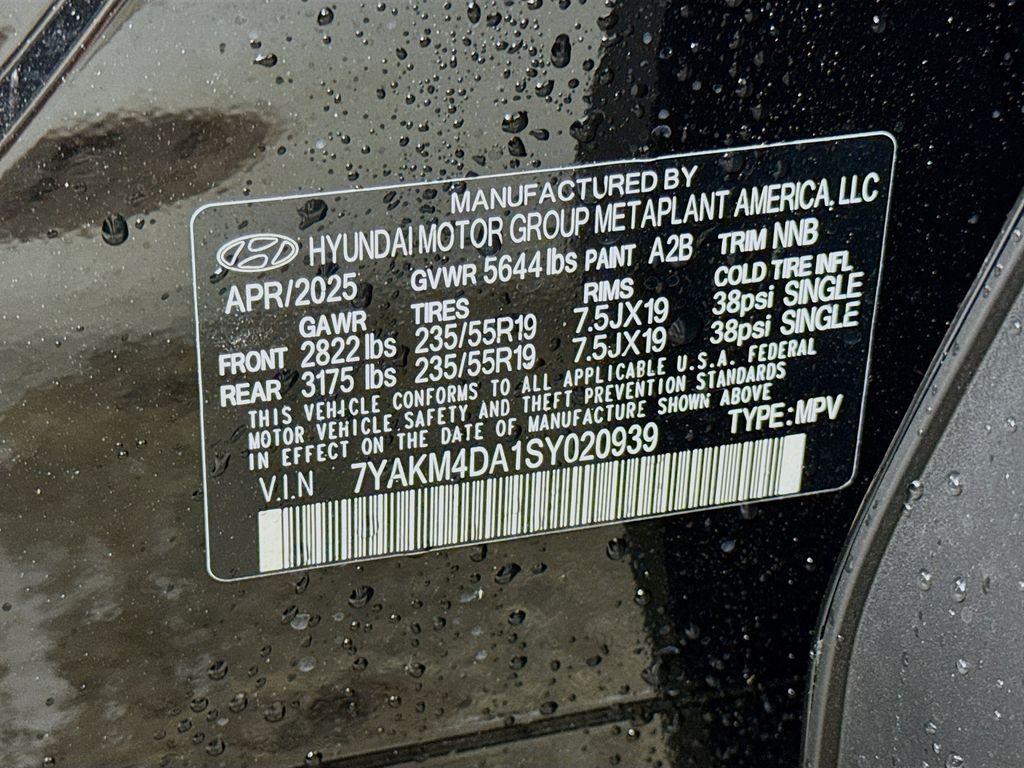 MANUFACTURED BY
HYUNDAI MOTOR GROUP METAPLANT AMERICA, LLC
APR/2025 GVWR 5644 lbs PAINT A2B TRIM NNB
GAWR TIRES RIMS COLD TIRE INFL
FRONT 2822 lbs 235/55R19 7.5JX19 38psi SINGLE
REAR 3175 lbs 235/55R19 7.5JX19 38psi SINGLE
THIS VEHICLE CONFORMS TO ALL APPLICABLE U.S.A. FEDERAL
MOTOR VEHICLE SAFETY AND THEFT PREVENTION STANDARDS
IN EFFECT ON THE DATE OF MANUFACTURE SHOWN ABOVE
V.I.N 7YAKM4DA1SY020939 TYPE:MPV